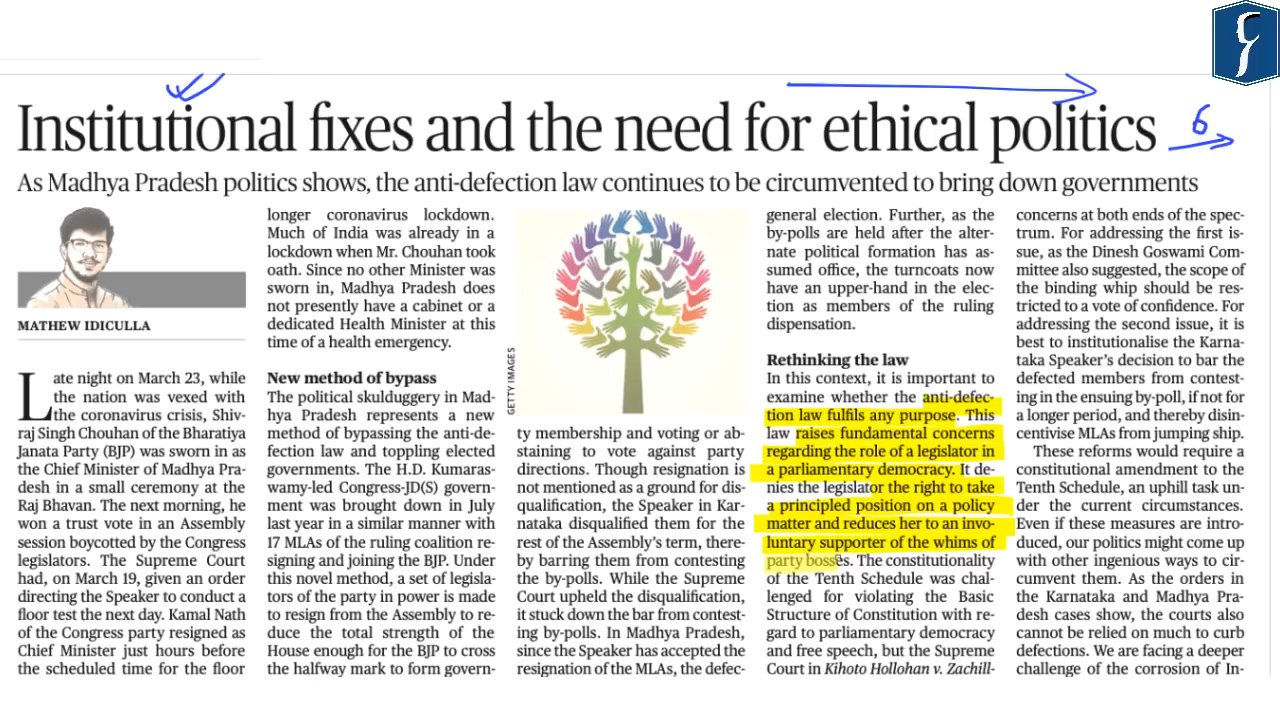 Institutional fixes and the need for ethical politics
6
As Madhya Pradesh politics shows, the anti-defection law continues to be circumvented to bring down governments
MATHEW IDICULLA
Late night on March 23, while
the nation was vexed with
the coronavirus crisis, Shiv-
raj Singh Chouhan of the Bharatiya
Janata Party (BJP) was sworn in as
the Chief Minister of Madhya Pra-
desh in a small ceremony at the
Raj Bhavan. The next morning, he
won a trust vote in an Assembly
session boycotted by the Congress
legislators. The Supreme Court
had, on March 19, given an order
directing the Speaker to conduct a
floor test the next day. Kamal Nath
of the Congress party resigned as
Chief Minister just hours before
the scheduled time for the floor
longer coronavirus lockdown.
Much of India was already in a
lockdown when Mr. Chouhan took
oath. Since no other Minister was
sworn in, Madhya Pradesh does
not presently have a cabinet or a
dedicated Health Minister at this
time of a health emergency.
New method of bypass
The political skulduggery in Mad-
hya Pradesh represents a new
method of bypassing the anti-de-
fection law and toppling elected
governments. The H.D. Kumaras-
wamy-led Congress-JD(S) govern-
ment was brought down in July
last year in a similar manner with
17 MLAs of the ruling coalition re-
signing and joining the BJP. Under
this novel method, a set of legisla-
tors of the party in power is made
to resign from the Assembly to re-
duce the total strength of the
House enough for the BJP to cross
the halfway mark to form govern-
GETTY IMAGES
ty membership and voting or ab-
staining to vote against party
directions. Though resignation is
not mentioned as a ground for dis-
qualification, the Speaker in Kar-
nataka disqualified them for the
rest of the Assembly's term, there-
by barring them from contesting
the by-polls. While the Supreme
Court upheld the disqualification,
it stuck down the bar from contest-
ing by-polls. In Madhya Pradesh,
since the Speaker has accepted the
resignation of the MLAs, the defec-
general election. Further, as the
by-polls are held after the alter-
nate political formation has as-
sumed office, the turncoats now
have an upper-hand in the elec-
tion as members of the ruling
dispensation.
Rethinking the law
In this context, it is important to
examine whether the anti-defec-
tion law fulfils any purpose. This
law raises fundamental concerns
regarding the role of a legislator in
a parliamentary democracy. It de-
nies the legislator the right to take
a principled position on a policy
matter and reduces her to an invo-
luntary supporter of the whims of
party bosses. The constitutionality
of the Tenth Schedule was chal-
lenged for violating the Basic
Structure of Constitution with re-
gard to parliamentary democracy
and free speech, but the Supreme
Court in Kihoto Hollohan v. Zachill-
concerns at both ends of the spec-
trum. For addressing the first is-
sue, as the Dinesh Goswami Com-
mittee also suggested, the scope of
the binding whip should be res-
tricted to a vote of confidence. For
addressing the second issue, it is
best to institutionalise the Karna-
taka Speaker's decision to bar the
defected members from contest-
ing in the ensuing by-poll, if not for
a longer period, and thereby disin-
centivise MLAs from jumping ship.
These reforms would require a
constitutional amendment to the
Tenth Schedule, an uphill task un-
der the current circumstances.
Even if these measures are intro-
duced, our politics might come up
with other ingenious ways to cir-
cumvent them. As the orders in
the Karnataka and Madhya Pra-
desh cases show, the courts also
cannot be relied on much to curb
defections. We are facing a deeper
challenge of the corrosion of In-